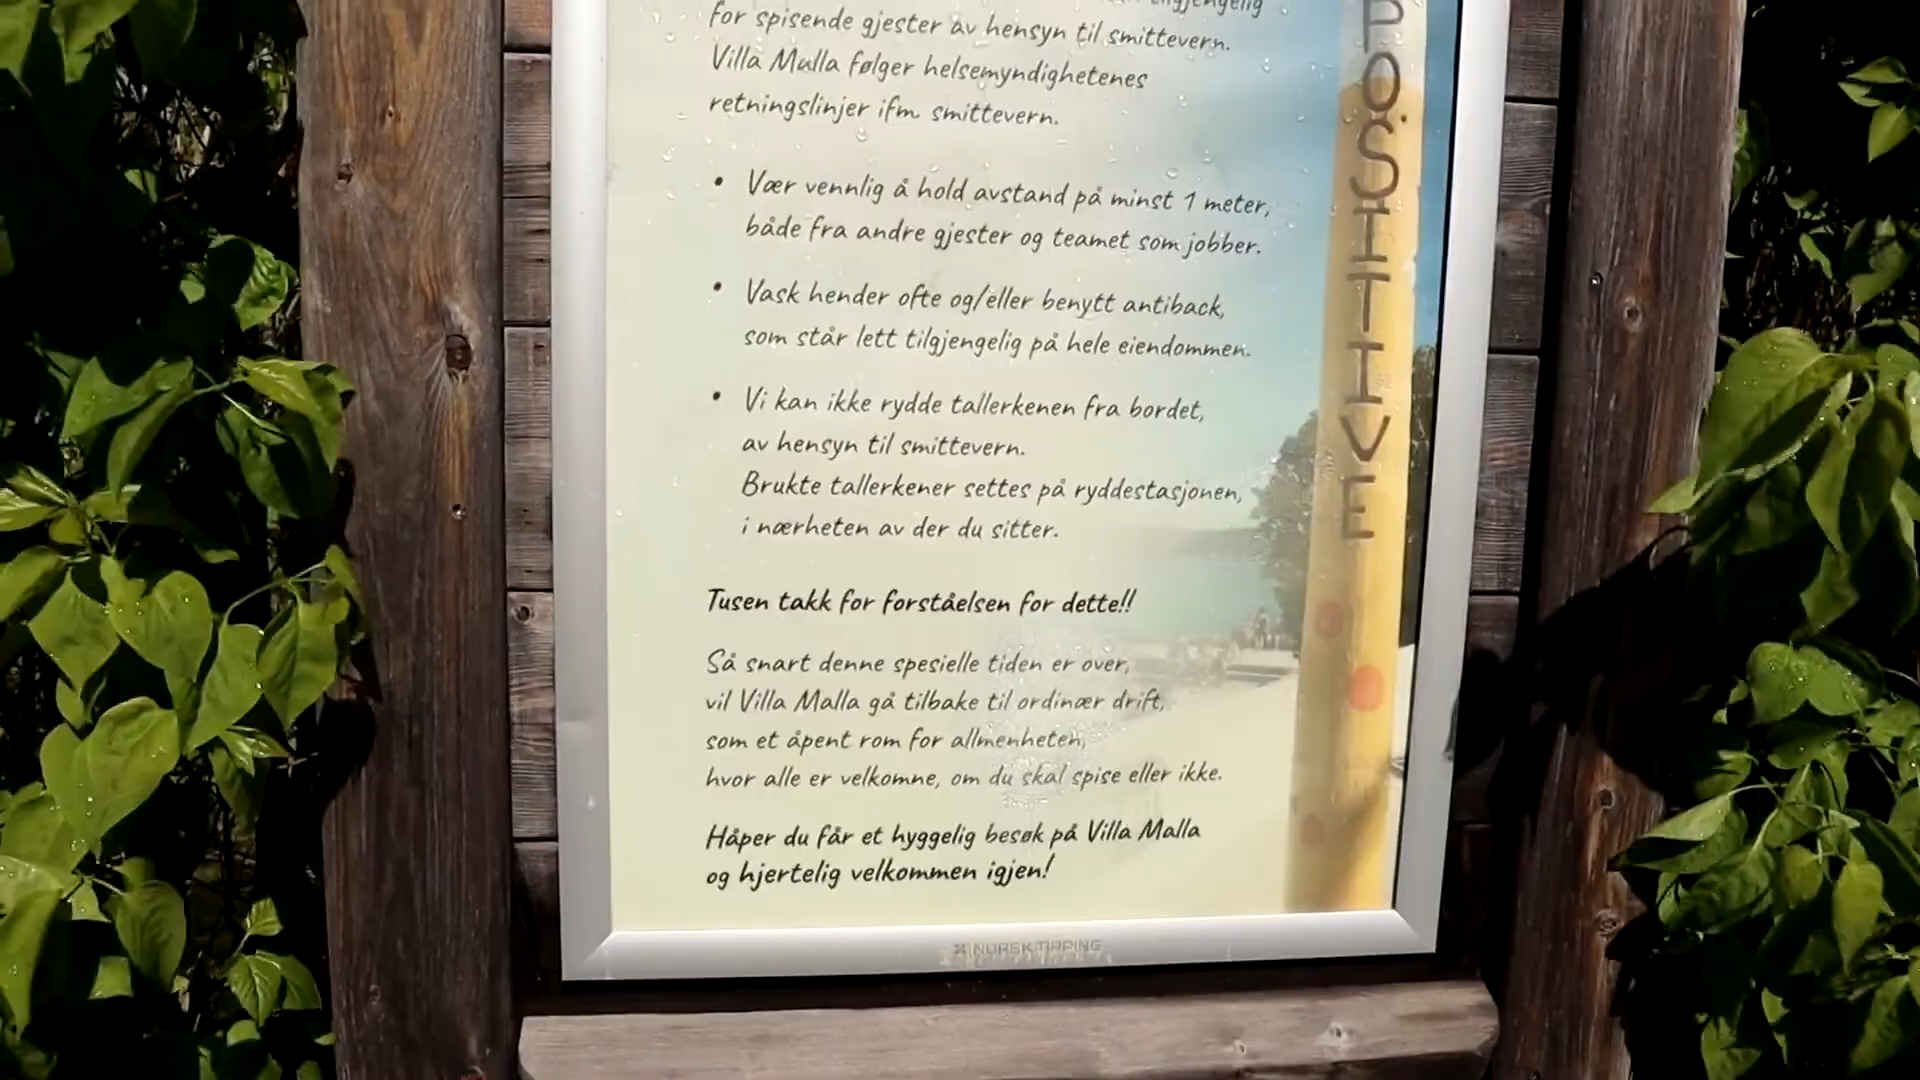 tilgjengelig
for spisende gjester av hensyn til smittevern.
Villa Mulla følger helsemyndighetenes
retningslinjer ifm. smittevern.
• Vær vennlig å hold avstand på minst 1 meter,
både fra andre gjester og teamet som jobber.
• Vask hender ofte og/eller benytt antiback,
som står lett tilgjengelig på hele eiendommen.
• Vi kan ikke rydde tallerkenen fra bordet,
av hensyn til smittevern.
Brukte tallerkener settes på ryddestasjonen,
i nærheten av der du sitter.
Tusen takk for forståelsen for dette!!
Så snart denne spesielle tiden er over,
vil Villa Malla gå tilbake til ordinær drift,
som et åpent rom for allmenheten,
hvor alle er velkomne, om du skal spise eller ikke.
Håper du får et hyggelig besøk på Villa Malla
og hjertelig velkommen igjen!
POSITIVE
NORSK TIPPING